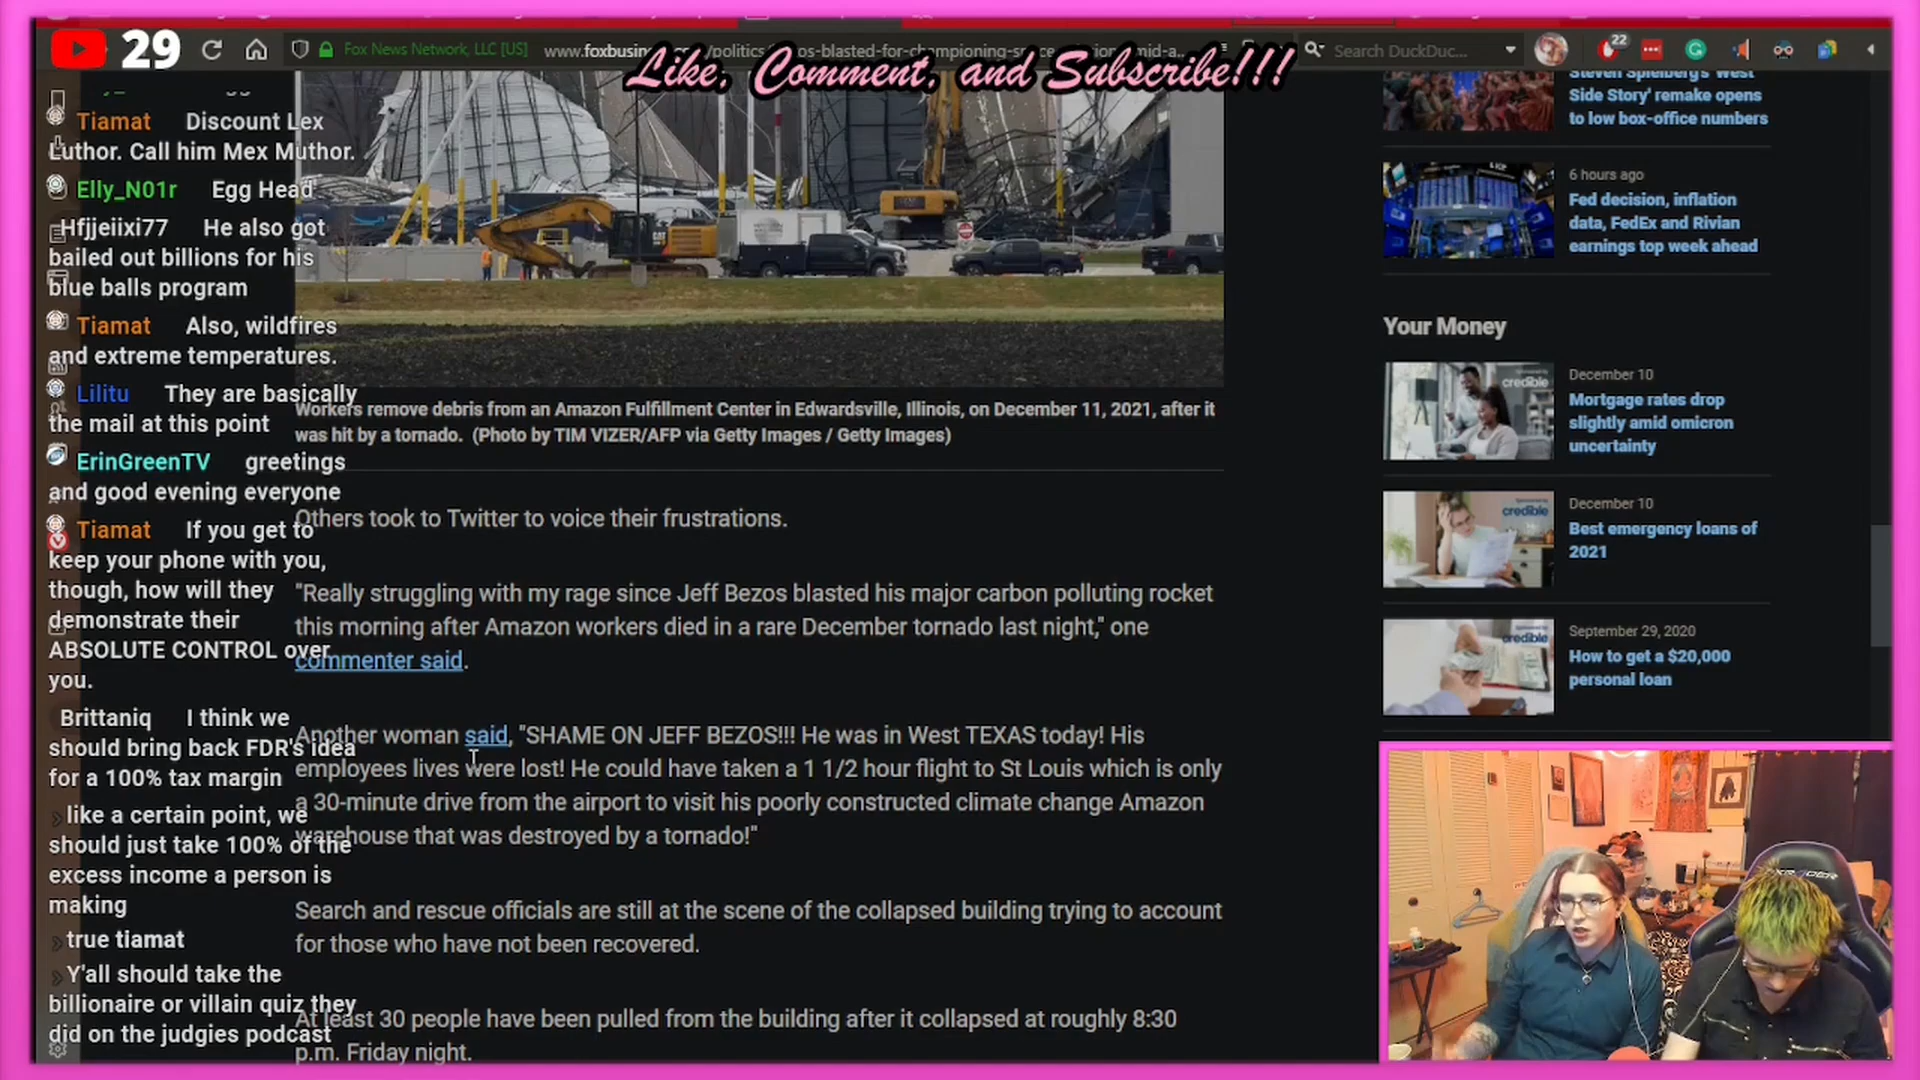 29
Fox News Network, LLC [US]
Search DuckDuc...
22
Like, Comment, and Subscribe!!!
Tiamat Discount Lex
Luthor. Call him Mex Muthor.
Elly_N01r Egg Head
Hfjjeiixi77 He also got
bailed out billions for his
blue balls program
Tiamat Also, wildfires
and extreme temperatures.
Lilitu They are basically
the mail at this point
ErinGreenTV greetings
and good evening everyone
Tiamat If you get to
keep your phone with you,
though, how will they
demonstrate their
ABSOLUTE CONTROL over
you.
Brittaniq I think we
should bring back FDR's idea
for a 100% tax margin
like a certain point, we
should just take 100% of the
excess income a person is
making
true tiamat
Y'all should take the
billionaire or villain quiz they
did on the judgies podcast
Workers remove debris from an Amazon Fulfillment Center in Edwardsville, Illinois, on December 11, 2021, after it
was hit by a tornado. (Photo by TIM VIZER/AFP via Getty Images / Getty Images)
Others took to Twitter to voice their frustrations.
"Really struggling with my rage since Jeff Bezos blasted his major carbon polluting rocket
this morning after Amazon workers died in a rare December tornado last night," one
commenter said.
Another woman said, "SHAME ON JEFF BEZOS!!! He was in West TEXAS today! His
employees lives were lost! He could have taken a 1 1/2 hour flight to St Louis which is only
a 30-minute drive from the airport to visit his poorly constructed climate change Amazon
warehouse that was destroyed by a tornado!"
Search and rescue officials are still at the scene of the collapsed building trying to account
for those who have not been recovered.
At least 30 people have been pulled from the building after it collapsed at roughly 8:30
p.m. Friday night.
Steven Spielberg's 'West
Side Story' remake opens
to low box-office numbers
6 hours ago
Fed decision, inflation
data, FedEx and Rivian
earnings top week ahead
Your Money
credible
December 10
Mortgage rates drop
slightly amid omicron
uncertainty
credible
December 10
Best emergency loans of
2021
credible
September 29, 2020
How to get a $20,000
personal loan